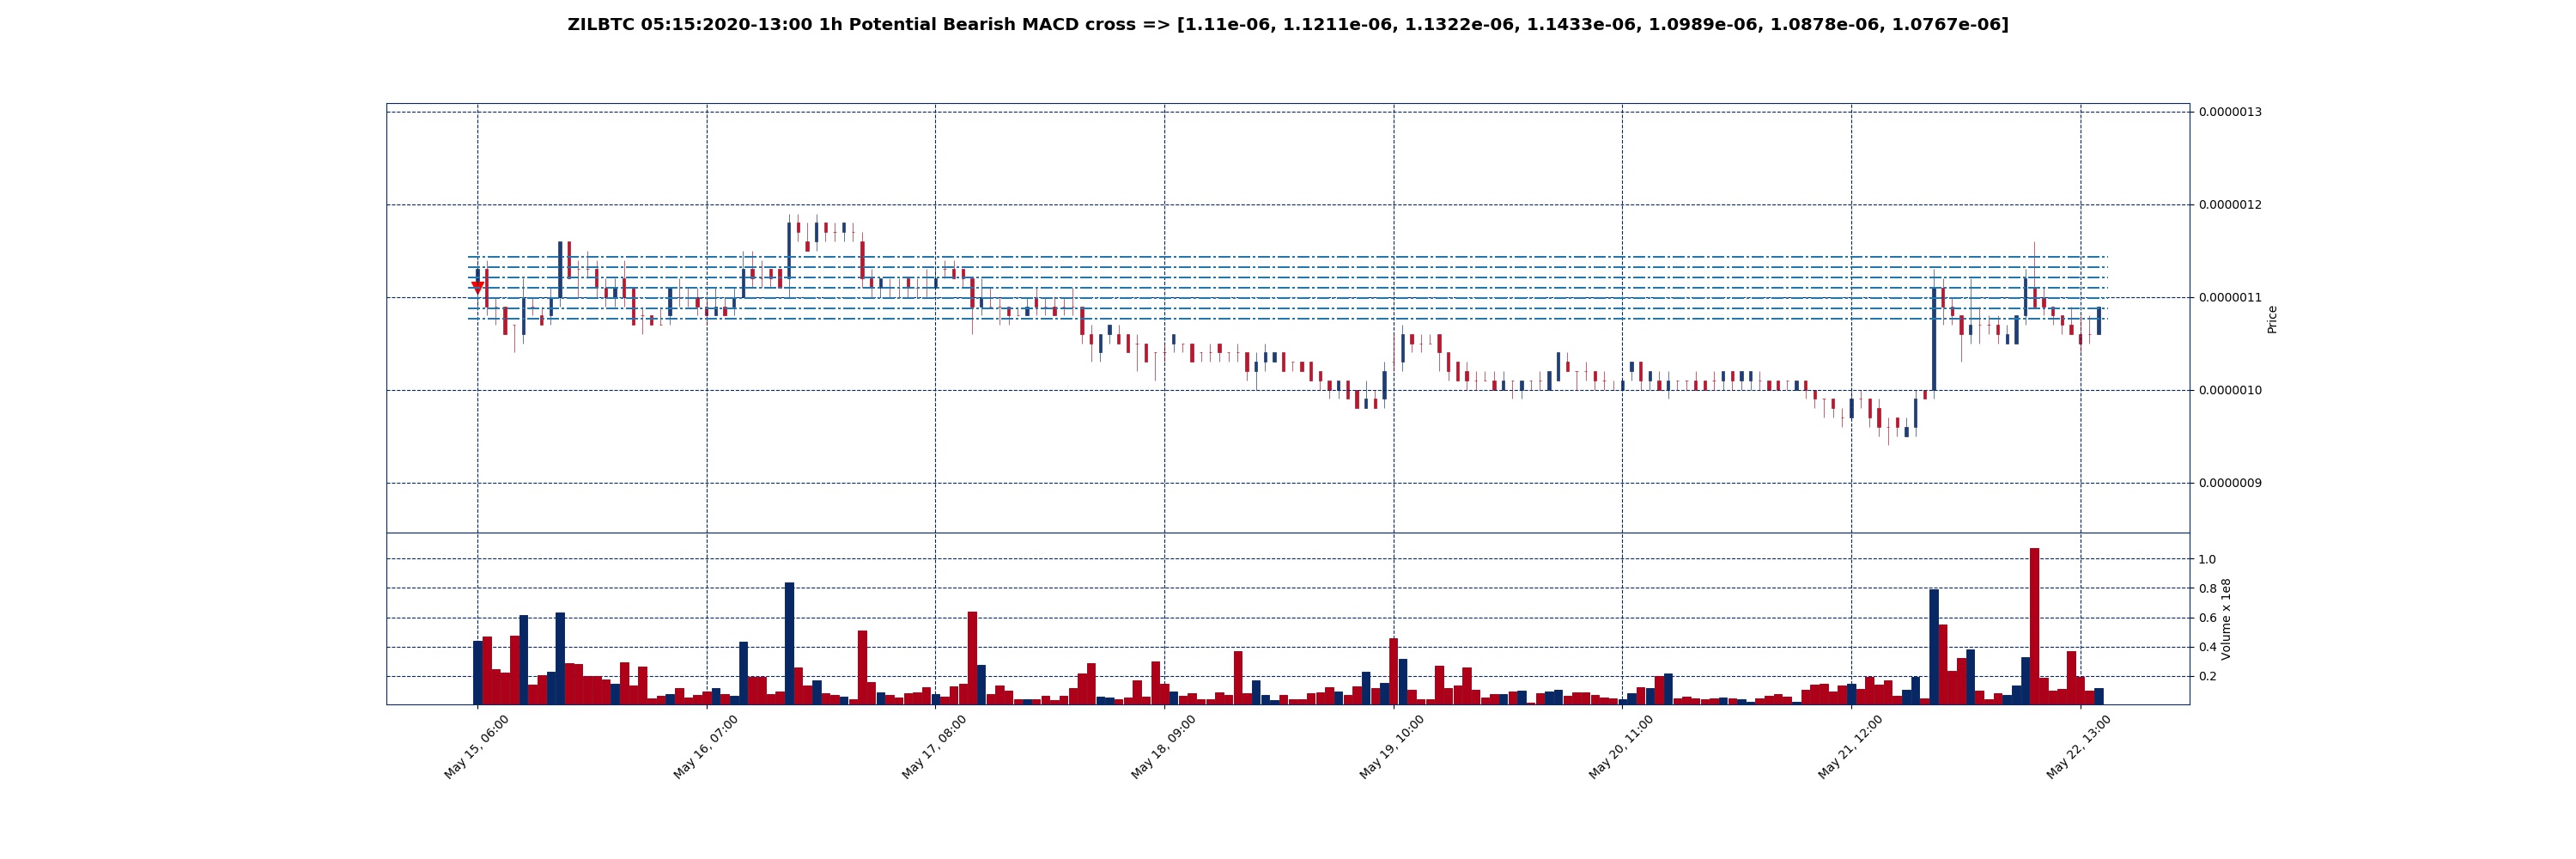 ZILBTC 05:15:2020-13:00 1h Potential Bearish MACD cross => [1.11e-06, 1.1211e-06, 1.1322e-06, 1.1433e-06, 1.0989e-06, 1.0878e-06, 1.0767e-06]
0.0000013
0.0000012
0.0000011
0.0000010
0.0000009
Price
1.0
0.8
0.6
0.4
0.2
Volume x 1e8
May 15, 06:00
May 16, 07:00
May 17, 08:00
May 18, 09:00
May 19, 10:00
May 20, 11:00
May 21, 12:00
May 22, 13:00